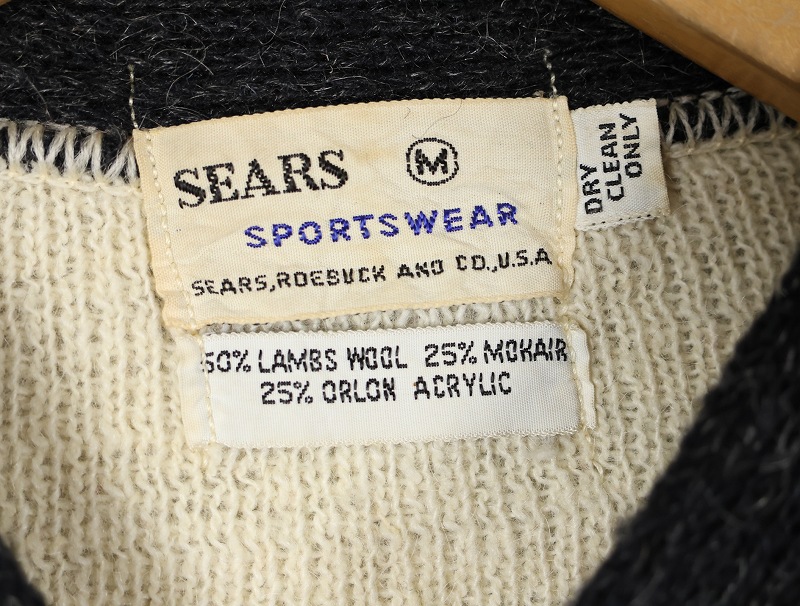 SEARS M
SPORTSWEAR
SEARS,ROEBUCK AND CO.,U.S.A
DRY
CLEAN
ONLY
50% LAMBS WOOL 25% MOHAIR
25% ORLON ACRYLIC